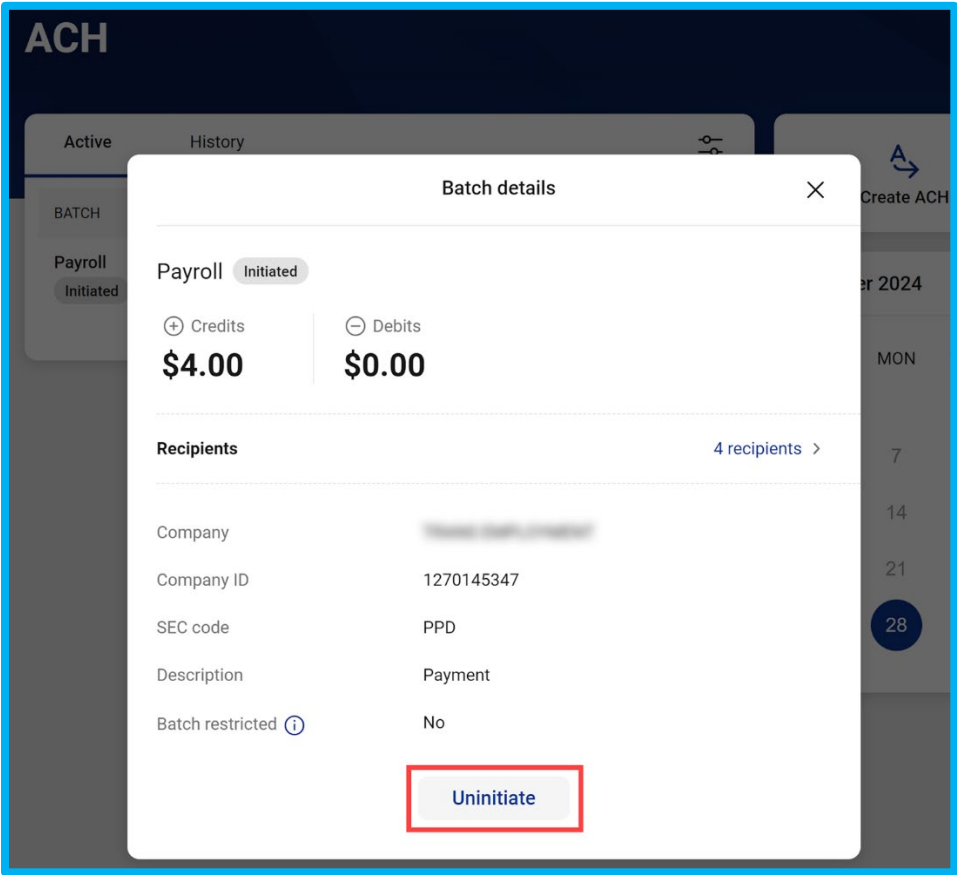 ACH
Active History
Create ACH
BATCH
Payroll
Initiated
Batch details
Payroll Initiated
Credits Debits
$4.00 $0.00
Recipients 4 recipients
Company
Company ID 1270145347
SEC code PPD
Description Payment
Batch restricted No
Uninitiate
er 2024
MON
7
14
21
28